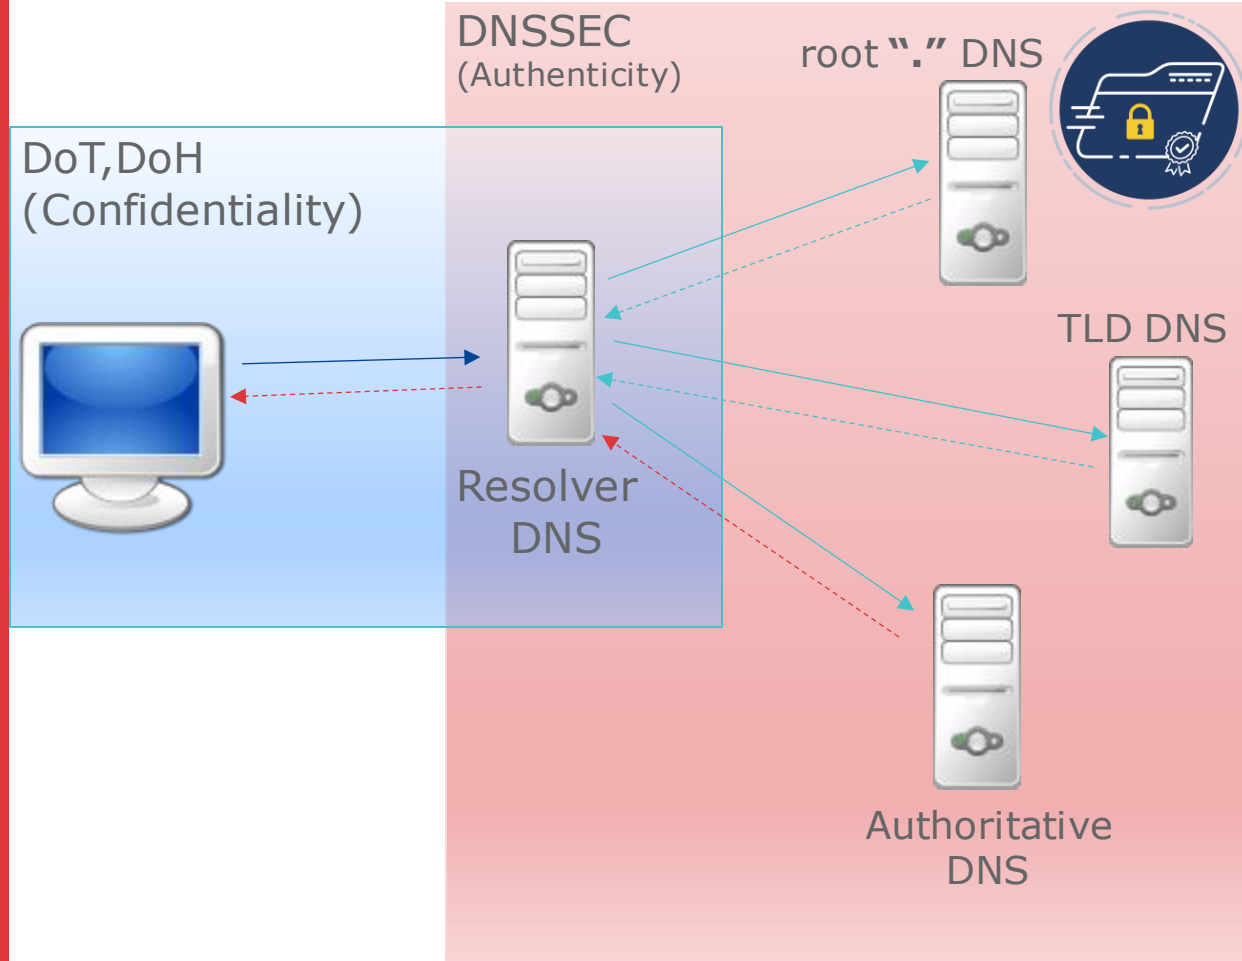 DNSSEC
(Authenticity)
root “.” DNS
DoT,DoH
(Confidentiality)
TLD DNS
Resolver
DNS
Authoritative
DNS